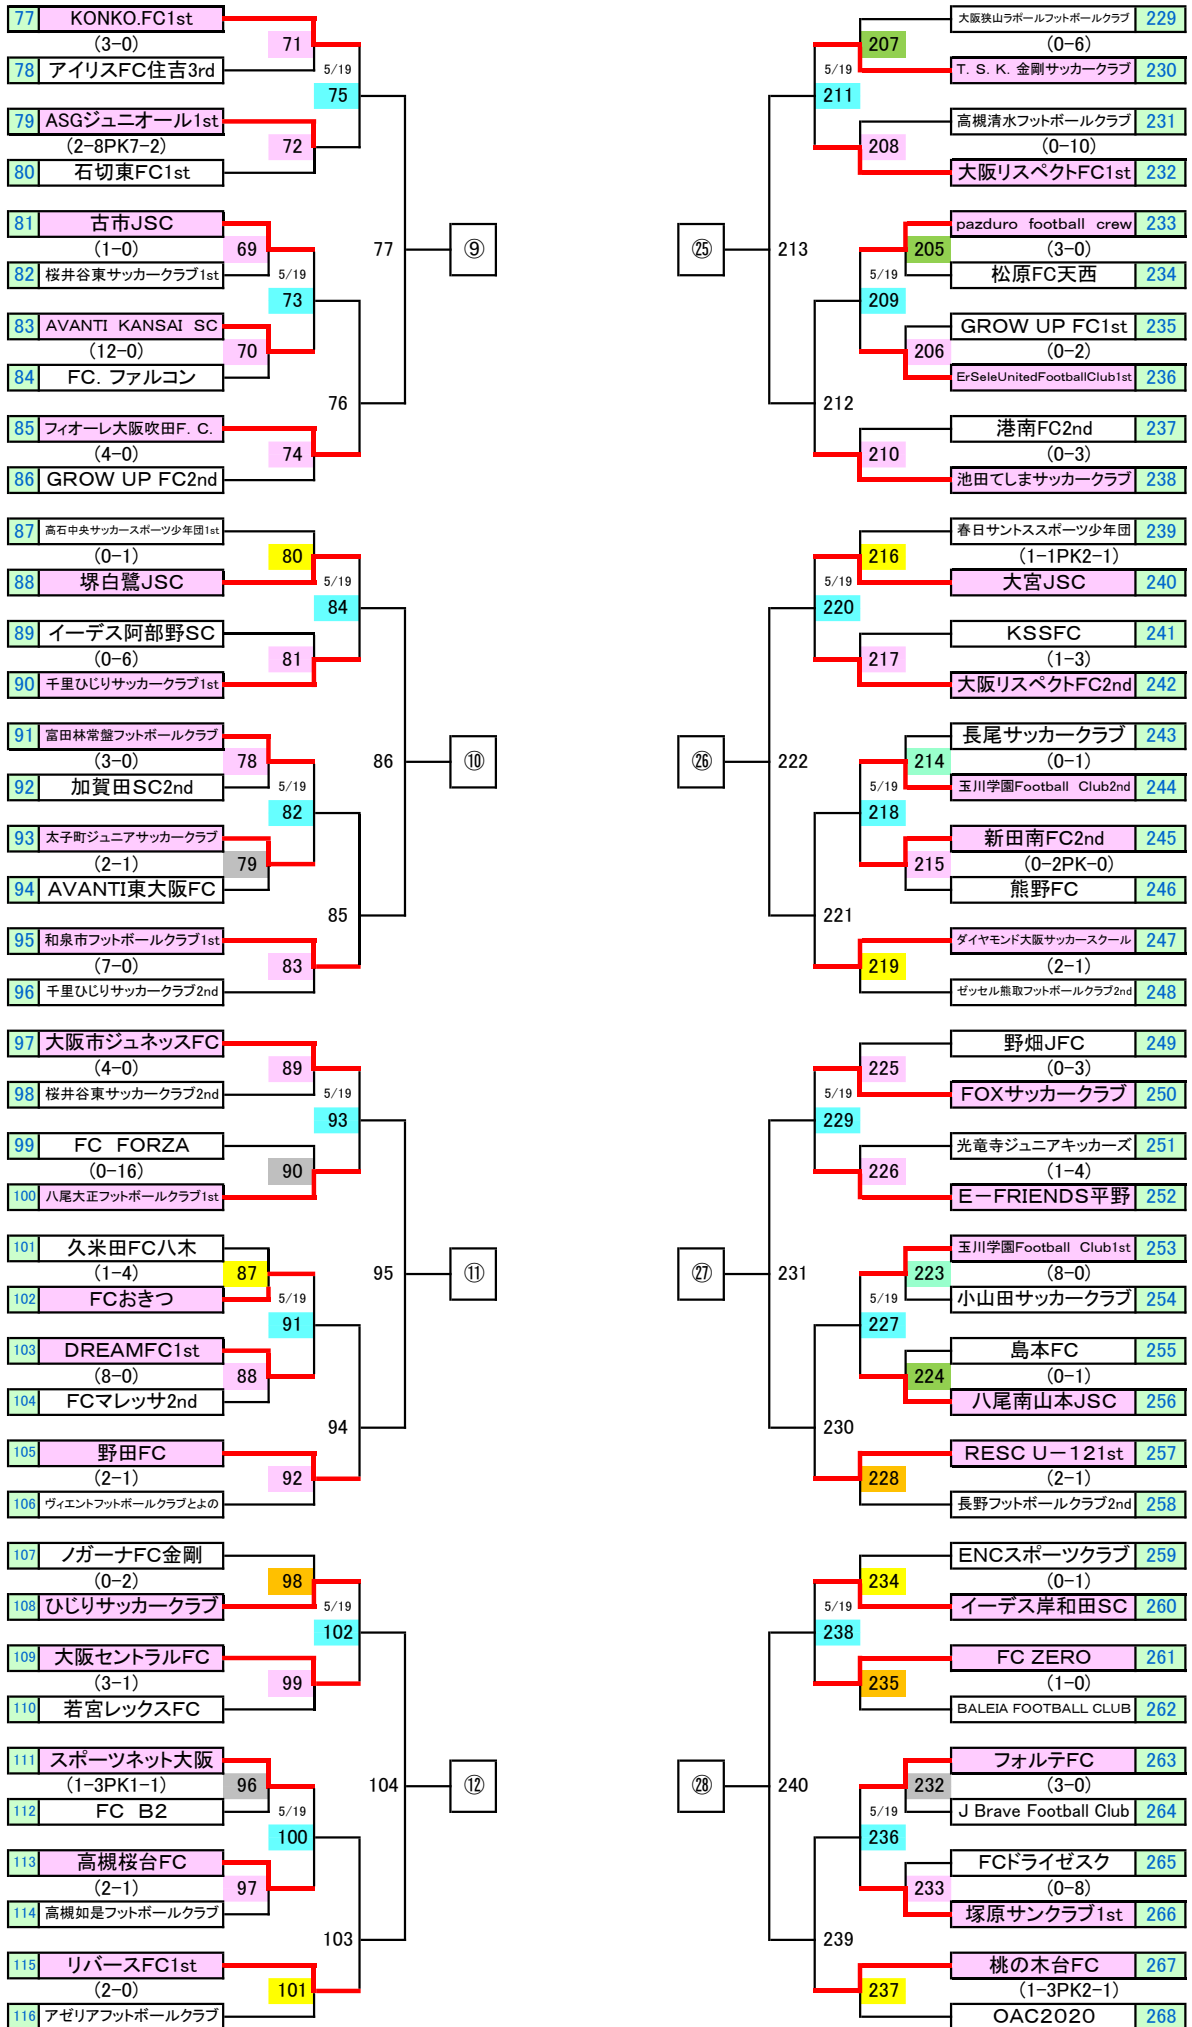 77 KONKO.FC1st
(3-0) 71
78 アイリスFC住吉3rd 5/19
75
79 ASGジュニオール1st
(2-8PK7-2) 72
80 石切東FC1st
81 古市JSC
(1-0) 69 77 ⑨
82 桜井谷東サッカークラブ1st 5/19
73
83 AVANTI KANSAI SC
(12-0) 70
84 FC. ファルコン
76
85 フィオーレ大阪吹田F. C.
(4-0) 74
86 GROW UP FC2nd
87 高石中央サッカースポーツ少年団1st
(0-1) 80
88 堺白鷺JSC 5/19
84
89 イーデス阿部野SC
(0-6) 81
90 千里ひじりサッカークラブ1st
91 富田林常盤フットボールクラブ
(3-0) 78 86 ⑩
92 加賀田SC2nd 5/19
82
93 太子町ジュニアサッカークラブ
(2-1) 79
94 AVANTI東大阪FC
85
95 和泉市フットボールクラブ1st
(7-0) 83
96 千里ひじりサッカークラブ2nd
97 大阪市ジュネッスFC
(4-0) 89
98 桜井谷東サッカークラブ2nd 5/19
93
99 FC FORZA
(0-16) 90
100 八尾大正フットボールクラブ1st
101 久米田FC八木
(1-4) 87 95 ⑪
102 FCおきつ 5/19
91
103 DREAMFC1st
(8-0) 88
104 FCマレッサ2nd
94
105 野田FC
(2-1) 92
106 ヴィエントフットボールクラブとよの
107 ノガーナFC金剛
(0-2) 98
108 ひじりサッカークラブ 5/19
102
109 大阪セントラルFC
(3-1) 99
110 若宮レックスFC
111 スポーツネット大阪
(1-3PK1-1) 96 104 ⑫
112 FC B2 5/19
100
113 高槻桜台FC
(2-1) 97
114 高槻如是フットボールクラブ
103
115 リバースFC1st
(2-0) 101
116 アゼリアフットボールクラブ
大阪狭山ラボールフットボールクラブ 229
207 (0-6)
5/19 T. S. K. 金剛サッカークラブ 230
211
高槻清水フットボールクラブ 231
208 (0-10)
大阪リスペクトFC1st 232
pazduro football crew 233
㉕ 213 205 (3-0)
5/19 松原FC天西 234
209
GROW UP FC1st 235
206 (0-2)
ErSeleUnitedFootballClub1st 236
212
港南FC2nd 237
210 (0-3)
池田てしまサッカークラブ 238
春日サントススポーツ少年団 239
216 (1-1PK2-1)
5/19 大宮JSC 240
220
KSSFC 241
217 (1-3)
大阪リスペクトFC2nd 242
長尾サッカークラブ 243
㉖ 222 214 (0-1)
5/19 玉川学園Football Club2nd 244
218
新田南FC2nd 245
215 (0-2PK-0)
熊野FC 246
221
ダイヤモンド大阪サッカースクール 247
219 (2-1)
ゼッセル熊取フットボールクラブ2nd 248
野畑JFC 249
225 (0-3)
5/19 FOXサッカークラブ 250
229
光竜寺ジュニアキッカーズ 251
226 (1-4)
E－FRIENDS平野 252
玉川学園Football Club1st 253
㉗ 231 223 (8-0)
5/19 小山田サッカークラブ 254
227
島本FC 255
224 (0-1)
八尾南山本JSC 256
230
RESC U－121st 257
228 (2-1)
長野フットボールクラブ2nd 258
ENCスポーツクラブ 259
234 (0-1)
5/19 イーデス岸和田SC 260
238
FC ZERO 261
235 (1-0)
BALEIA FOOTBALL CLUB 262
フォルテFC 263
㉘ 240 232 (3-0)
5/19 J Brave Football Club 264
236
FCドライゼスク 265
233 (0-8)
塚原サンクラブ1st 266
239
桃の木台FC 267
237 (1-3PK2-1)
OAC2020 268